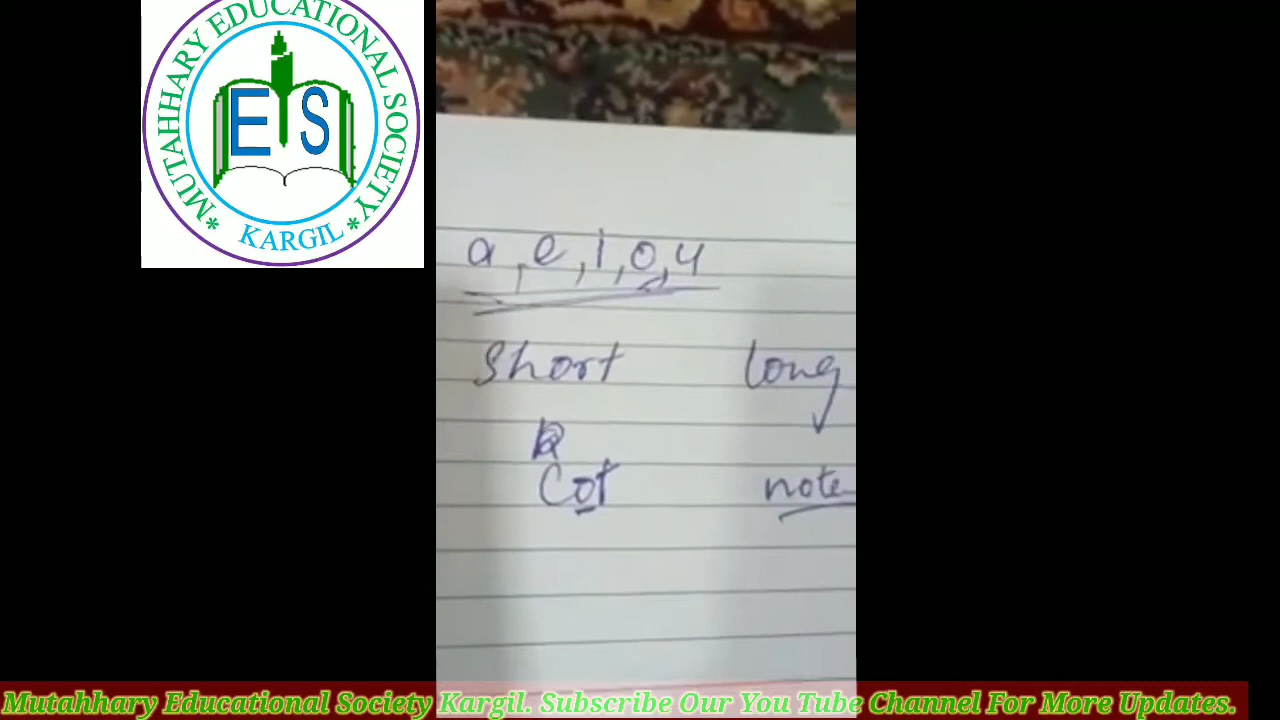 MUTAHHARY EDUCATIONAL SOCIETY
E S
* KARGIL *
a, e, i, o, u
Short long
Cot note
Mutahhary Educational Society Kargil. Subscribe Our You Tube Channel For More Updates.